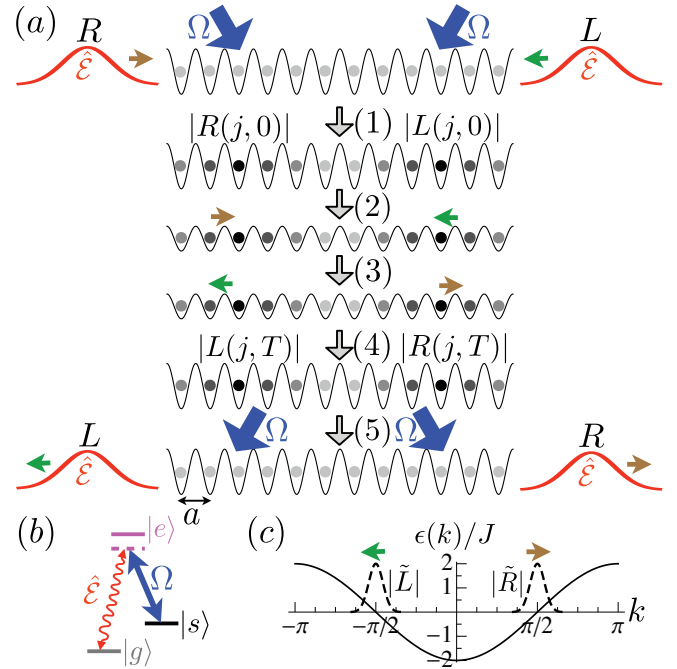 (a) R Ω Ω L
ℰ̂ ℰ̂
|R(j, 0)| (1) |L(j, 0)|
(2)
(3)
|L(j, T)| (4) |R(j, T)|
L Ω (5) Ω R
ℰ̂ ℰ̂
a
(b) |e⟩ (c) ϵ(k)/J
ℰ̂ Ω |L̃| 2 |R̃|
1
|s⟩ −π −π/2 π/2 π k
−1
|g⟩ −2